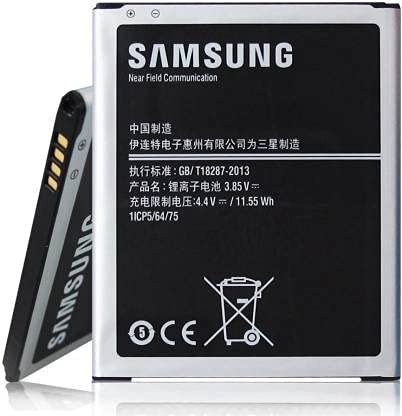 SAMSUNG
Near Field Communication
中国制造
伊连特电子惠州有限公司为三星制造
执行标准: GB/ T18287-2013
产品名: 锂离子电池 3.85 V⎓
充电限制电压: 4.4 V⎓ / 11.55 Wh
1ICP5/64/75
5
CE
SAMSUNG